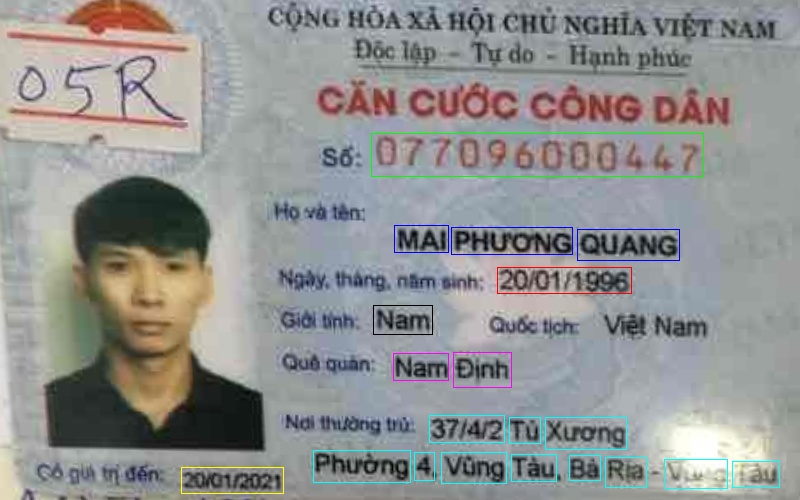 CỘNG HÒA XÃ HỘI CHỦ NGHĨA VIỆT NAM
Độc lập - Tự do - Hạnh phúc
05R
CĂN CƯỚC CÔNG DÂN
Số: 077096000447
Họ và tên:
MAI PHƯƠNG QUANG
Ngày, tháng, năm sinh: 20/01/1996
Giới tính: Nam Quốc tịch: Việt Nam
Quê quán: Nam Định
Nơi thường trú: 37/4/2 Tú Xương
Phường 4, Vũng Tàu, Bà Rịa - Vũng Tàu
Có giá trị đến: 20/01/2021